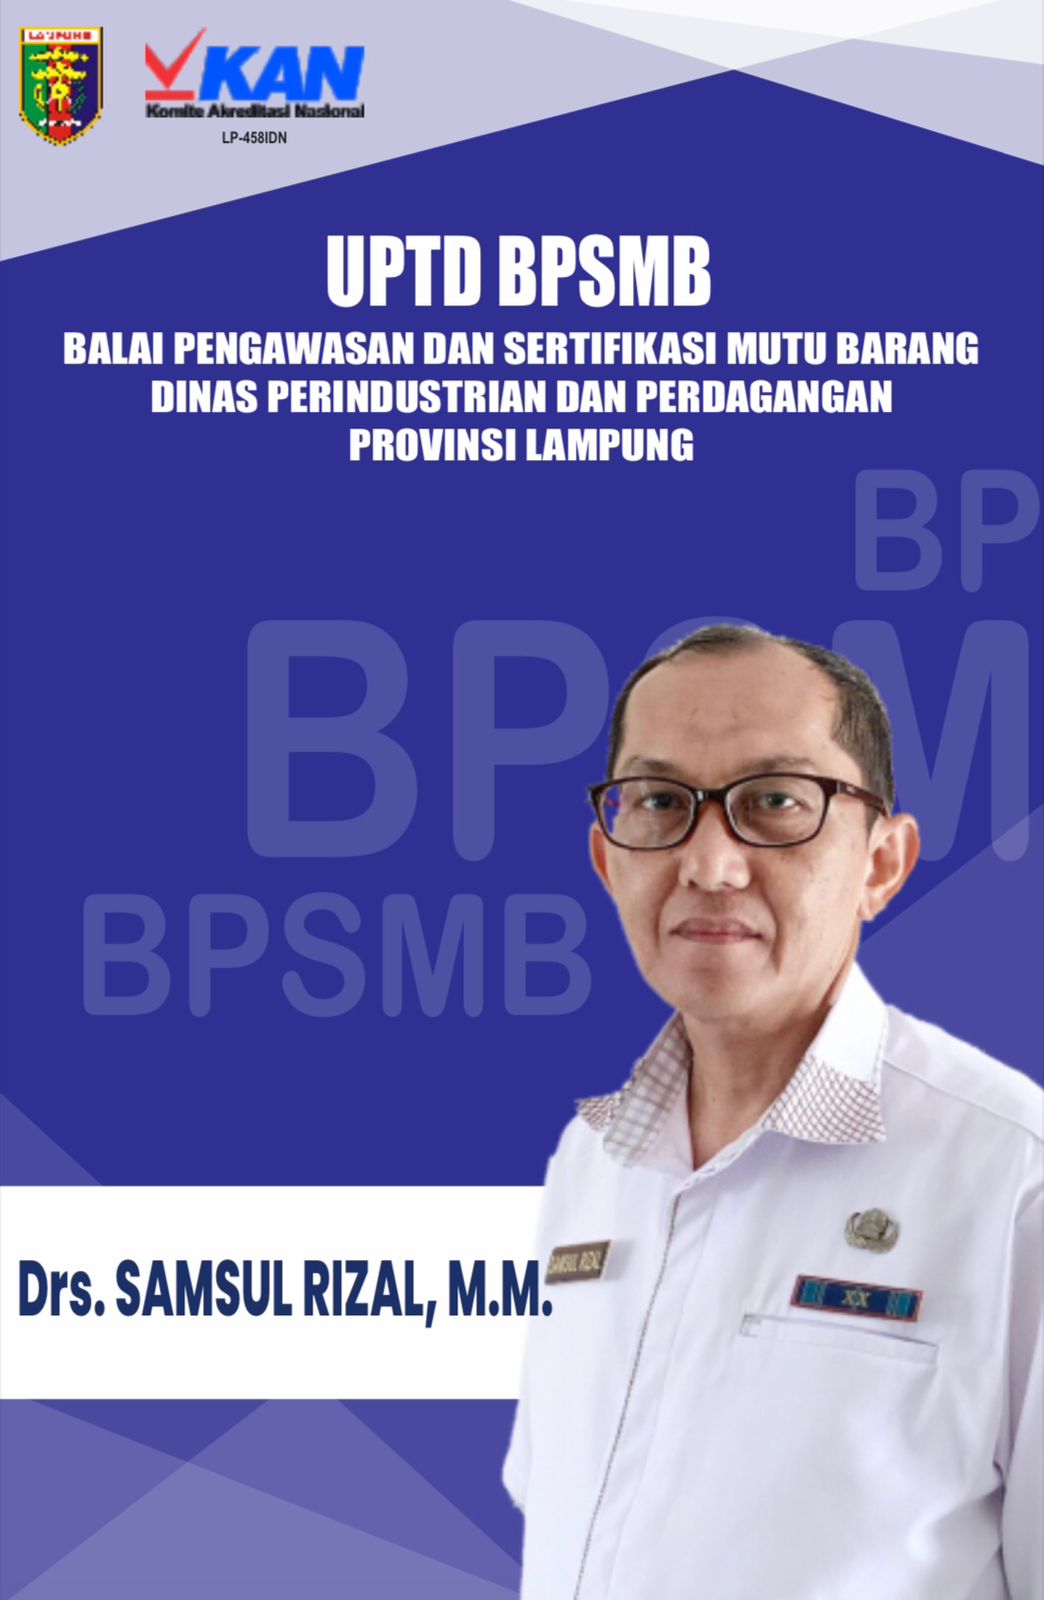 LAMPUNG
KAN
Komite Akreditasi Nasional
LP-458IDN
UPTD BPSMB
BALAI PENGAWASAN DAN SERTIFIKASI MUTU BARANG
DINAS PERINDUSTRIAN DAN PERDAGANGAN
PROVINSI LAMPUNG
BP
BPSM
BPSMB
Drs. SAMSUL RIZAL, M.M.
SAMSUL RIZAL
XX